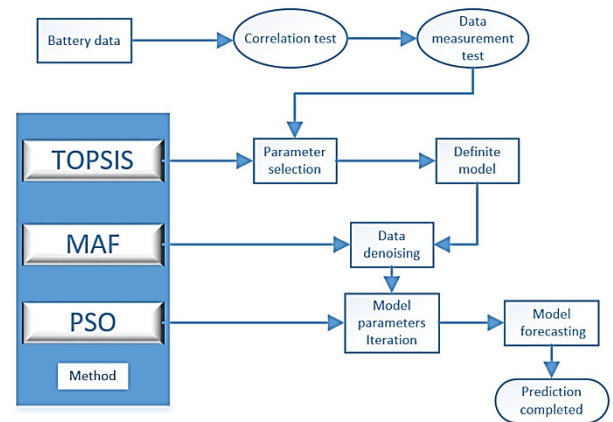 Battery data
Correlation test
Data
measurement
test
TOPSIS
Parameter
selection
Definite
model
MAF
Data
denoising
PSO
Model
parameters
Iteration
Model
forecasting
Method
Prediction
completed